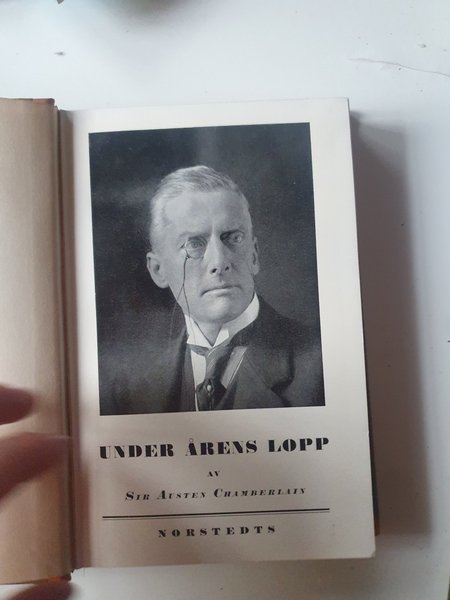 UNDER ÅRENS LOPP
AV
SIR AUSTEN CHAMBERLAIN
NORSTEDTS